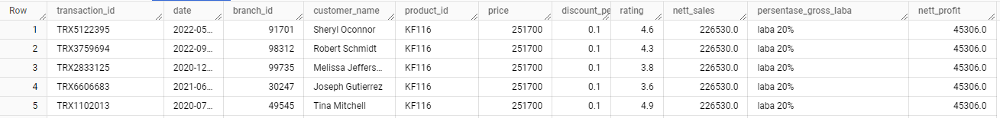 Row transaction_id date branch_id customer_name product_id price discount_pe rating nett_sales persentase_gross_laba nett_profit
1 TRX5122395 2022-05... 91701 Sheryl Oconnor KF116 251700 0.1 4.6 226530.0 laba 20% 45306.0
2 TRX3759694 2022-09... 98312 Robert Schmidt KF116 251700 0.1 4.3 226530.0 laba 20% 45306.0
3 TRX2833125 2020-12... 99735 Melissa Jeffers... KF116 251700 0.1 3.8 226530.0 laba 20% 45306.0
4 TRX6606683 2021-06... 30247 Joseph Gutierrez KF116 251700 0.1 3.6 226530.0 laba 20% 45306.0
5 TRX1102013 2020-07... 49545 Tina Mitchell KF116 251700 0.1 4.9 226530.0 laba 20% 45306.0